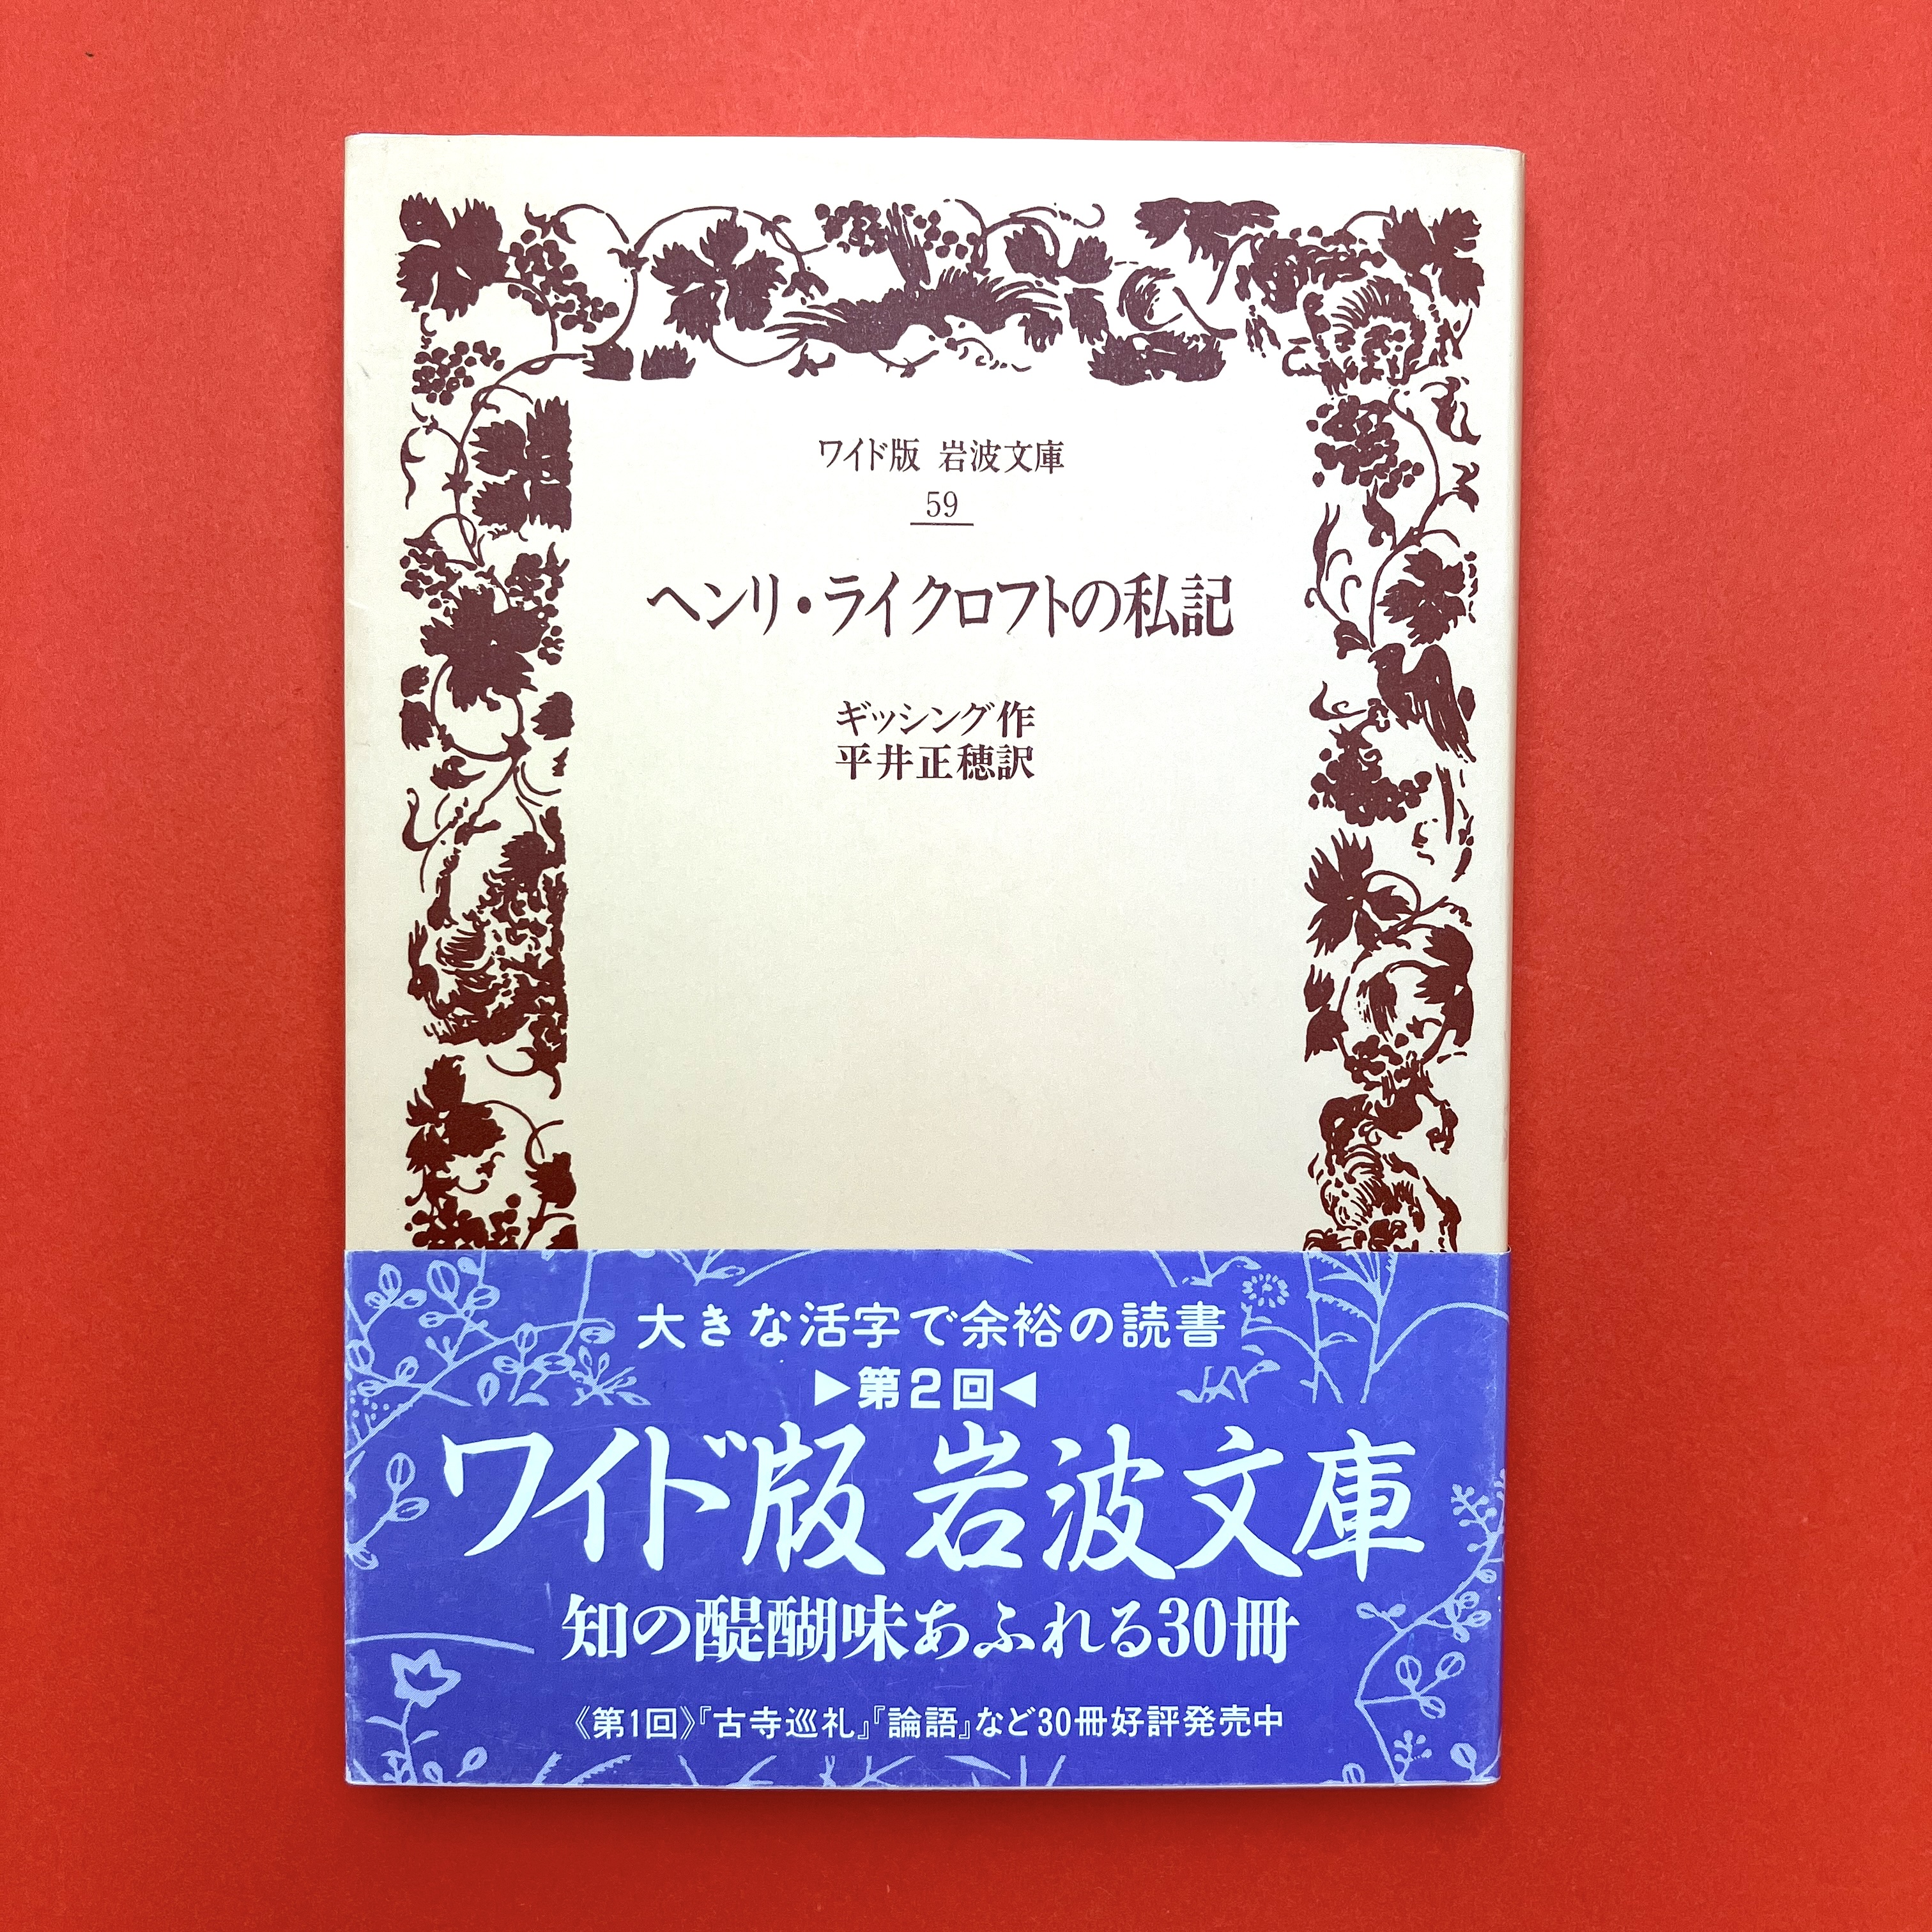 ワイド版 岩波文庫
59
ヘンリ・ライクロフトの私記
ギッシング作
平井正穂訳
大きな活字で余裕の読書
▶第2回◀
ワイド版 岩波文庫
知の醍醐味あふれる30冊
《第1回》『古寺巡礼』『論語』など30冊好評発売中